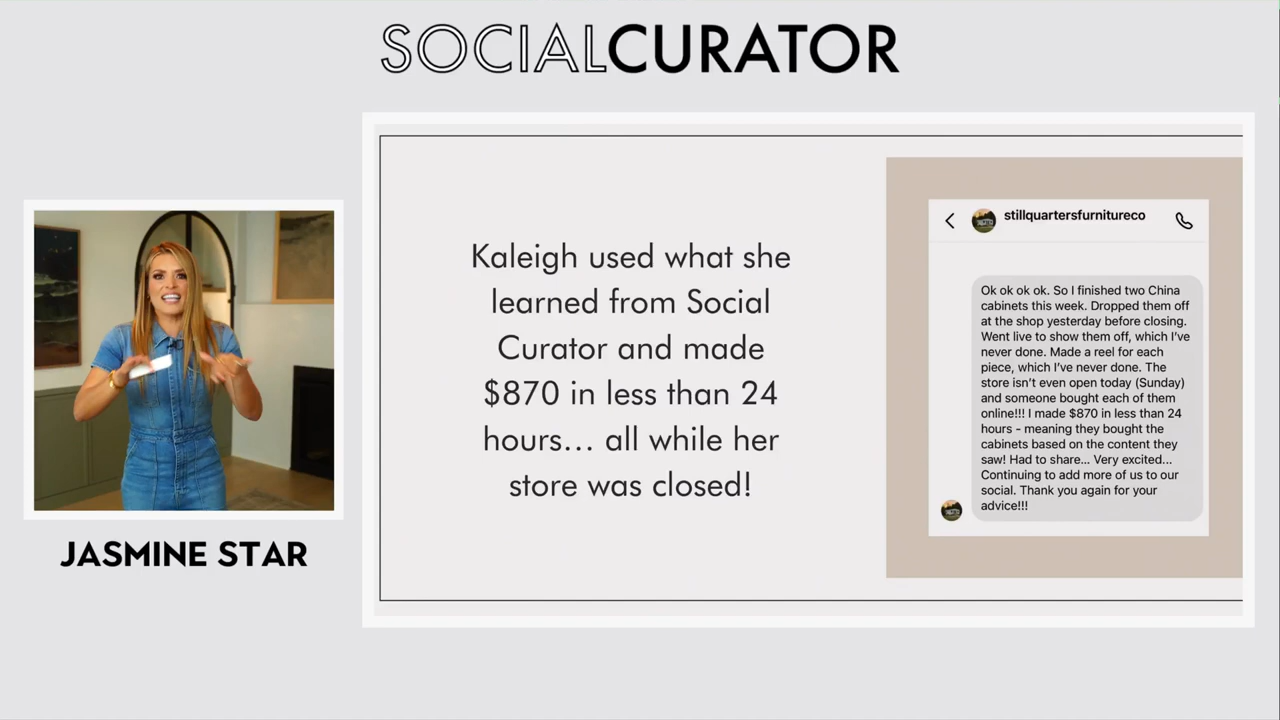 SOCIALCURATOR
Kaleigh used what she
learned from Social
Curator and made
$870 in less than 24
hours... all while her
store was closed!
stillquartersfurnitureco
Ok ok ok ok. So I finished two China
cabinets this week. Dropped them off
at the shop yesterday before closing.
Went live to show them off, which I've
never done. Made a reel for each
piece, which I've never done. The
store isn't even open today (Sunday)
and someone bought each of them
online!!! I made $870 in less than 24
hours - meaning they bought the
cabinets based on the content they
saw! Had to share... Very excited...
Continuing to add more of us to our
social. Thank you again for your
advice!!!
JASMINE STAR